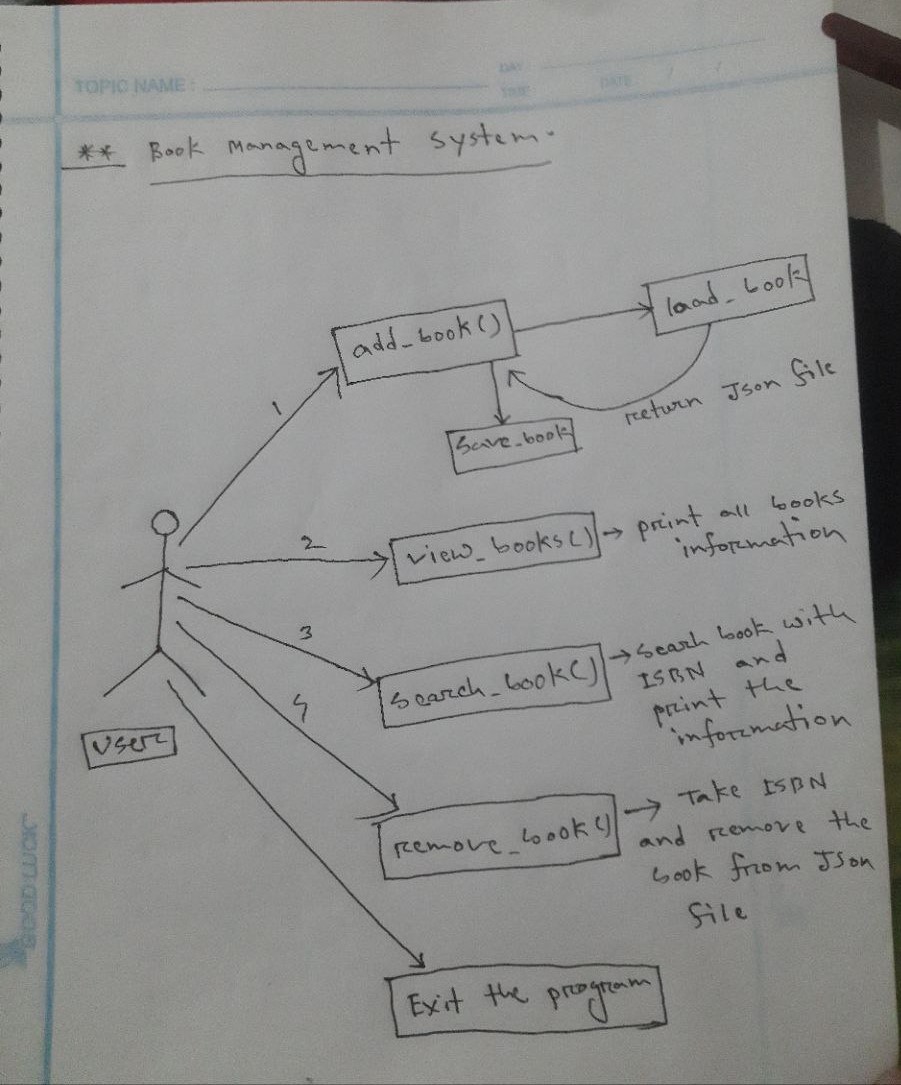 TOPIC NAME :
DAY
TIME
DATE / /
** Book Management system.
add_book()
load_book
return Json file
save_book
1
2
view_books()
print all books
information
3
search_book()
search book with
ISBN and
print the
information
4
User
remove_book()
Take ISBN
and remove the
book from JSon
file
Exit the program
GOOD LUCK